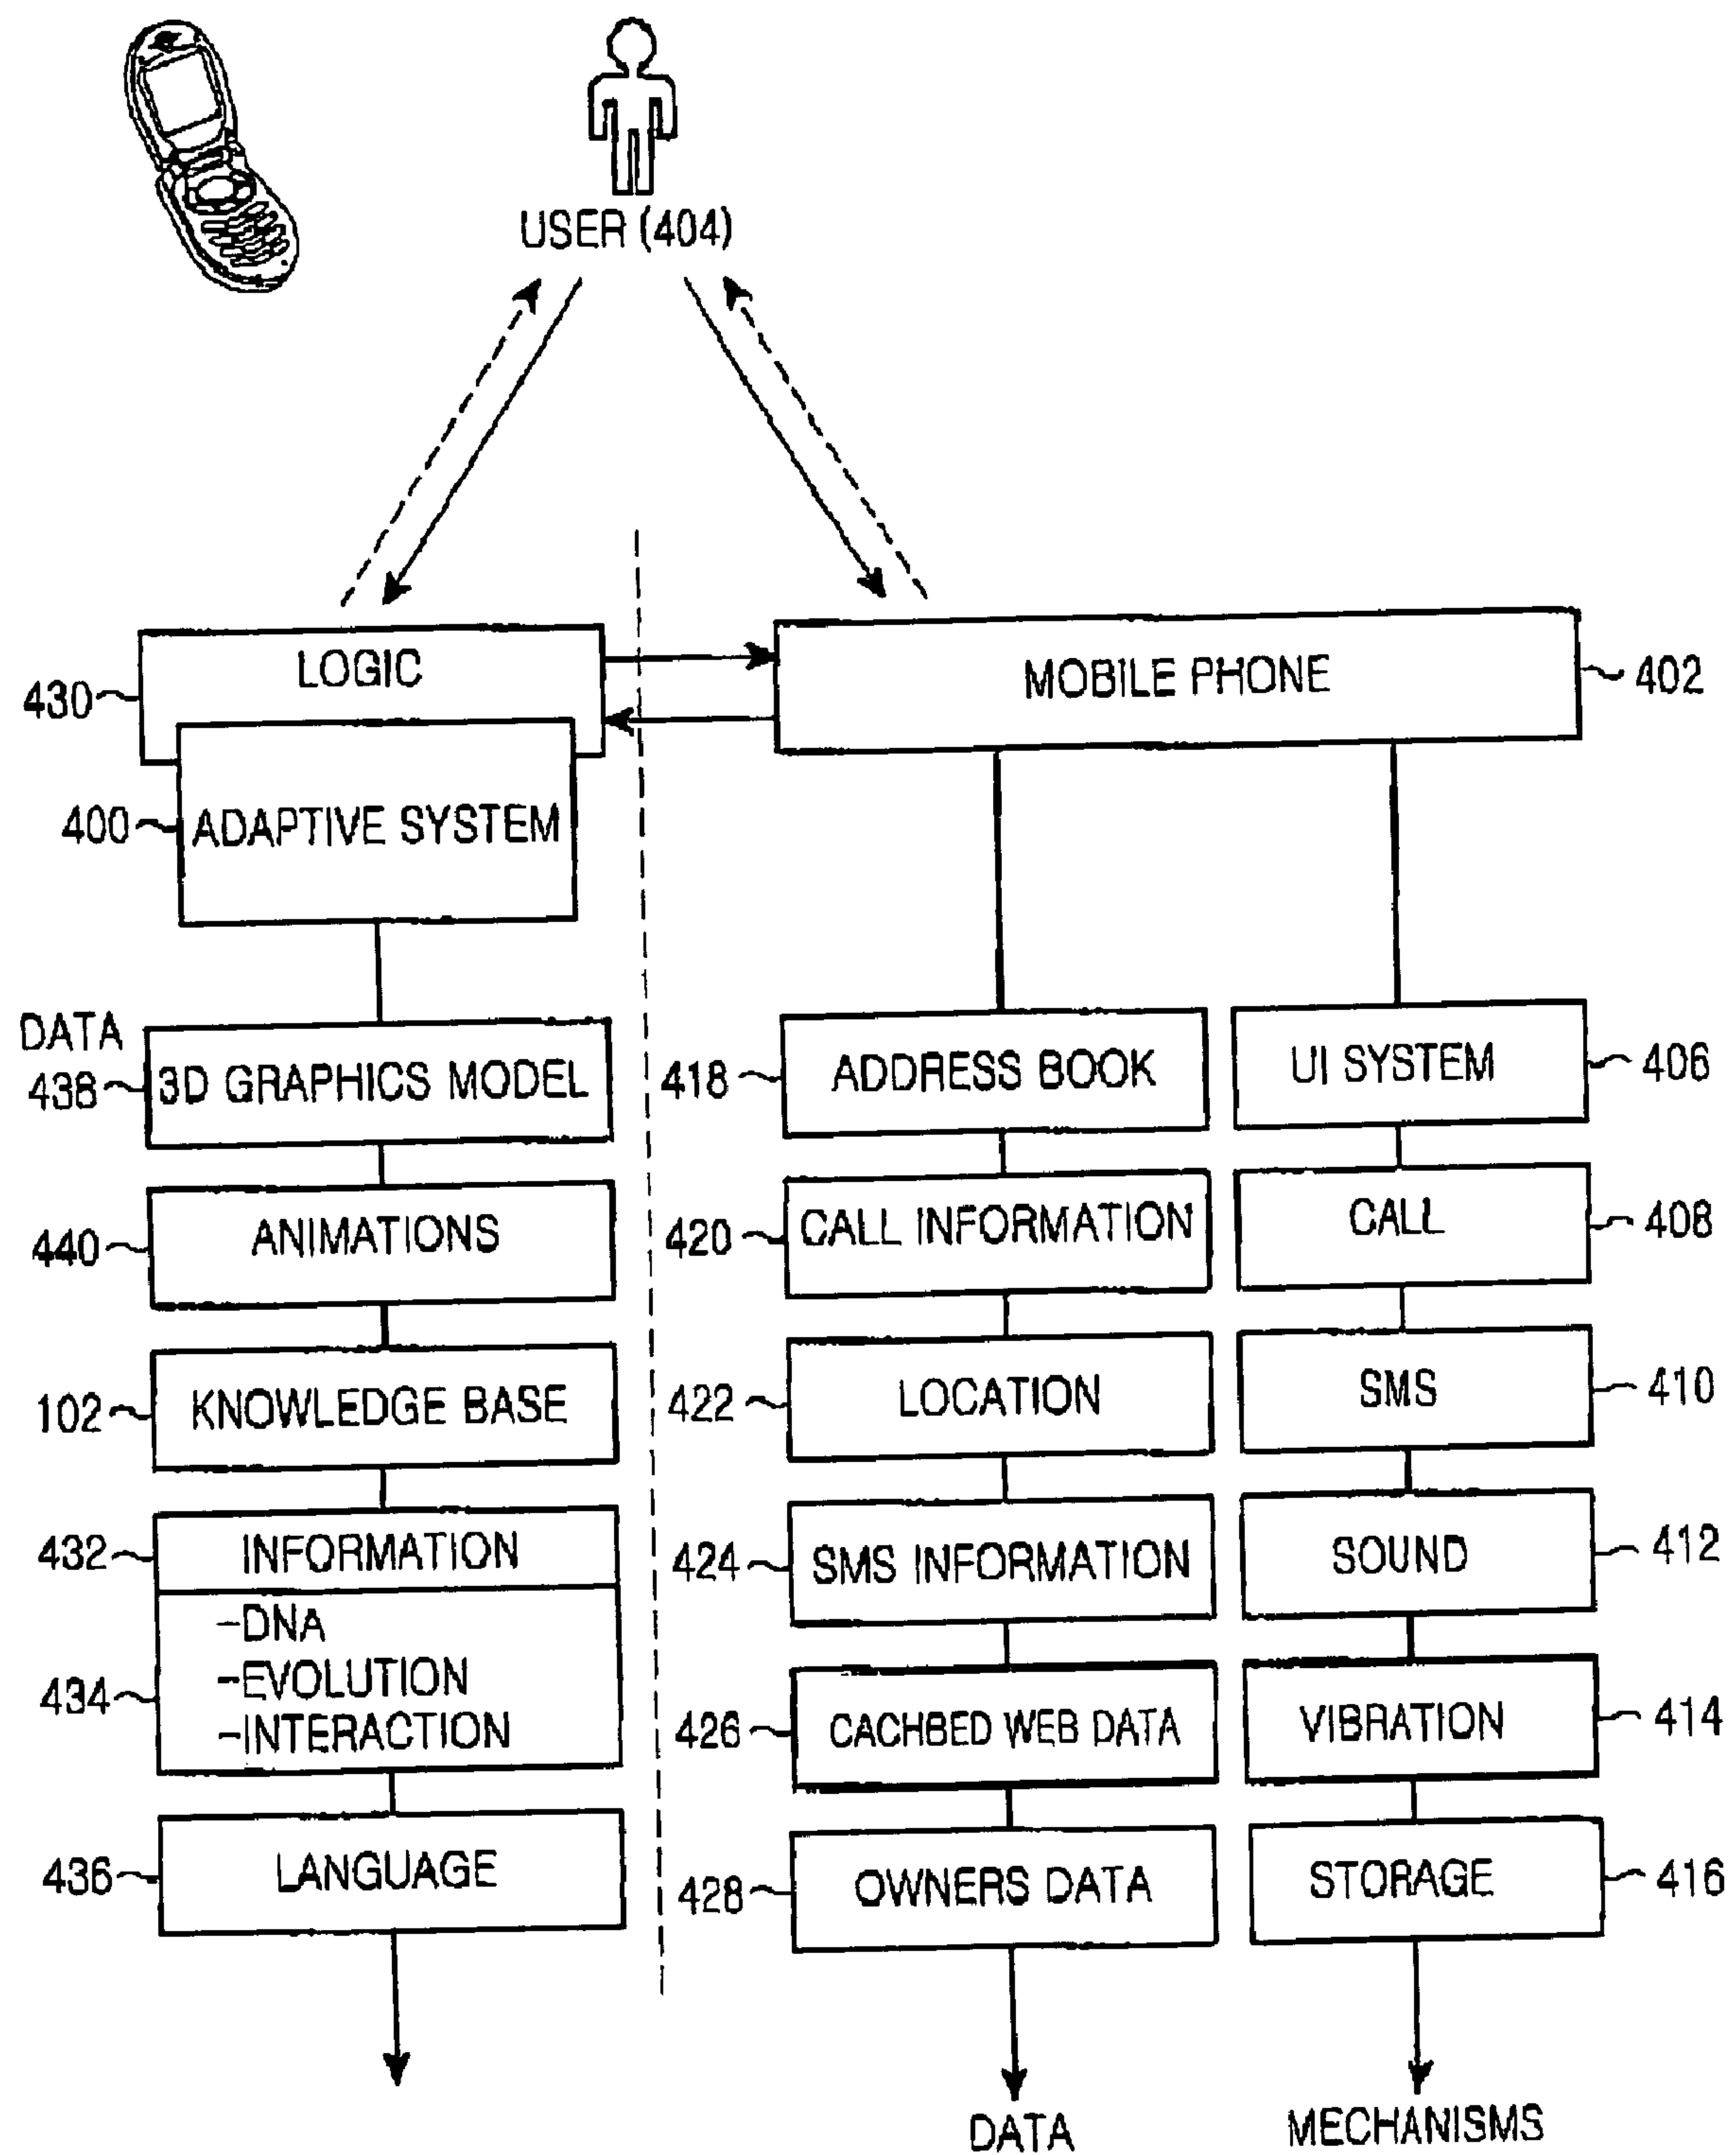 USER (404)
LOGIC
430
MOBILE PHONE
402
400
ADAPTIVE SYSTEM
DATA
438
3D GRAPHICS MODEL
440
ANIMATIONS
102
KNOWLEDGE BASE
432
INFORMATION
434
-DNA
-EVOLUTION
-INTERACTION
436
LANGUAGE
418
ADDRESS BOOK
420
CALL INFORMATION
422
LOCATION
424
SMS INFORMATION
426
CACHBED WEB DATA
428
OWNERS DATA
DATA
UI SYSTEM
406
CALL
408
SMS
410
SOUND
412
VIBRATION
414
STORAGE
416
MECHANISMS